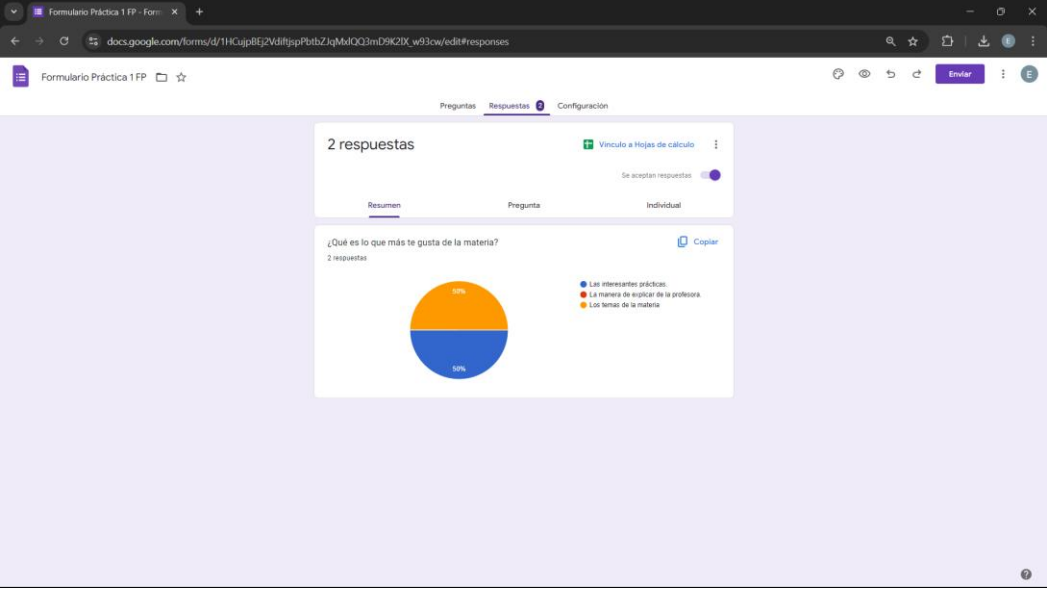 Formulario Práctica 1 FP - Form
docs.google.com/forms/d/1HCujpBEj2VdiftjspPbtbZJqMxlQQ3mD9K2lX_w93cw/edit#responses
E
Formulario Práctica 1 FP
Enviar
E
Preguntas Respuestas 2 Configuración
2 respuestas
Vínculo a Hojas de cálculo
Se aceptan respuestas
Resumen Pregunta Individual
¿Qué es lo que más te gusta de la materia?
Copiar
2 respuestas
50%
50%
Las interesantes prácticas.
La manera de explicar de la profesora.
Los temas de la materia